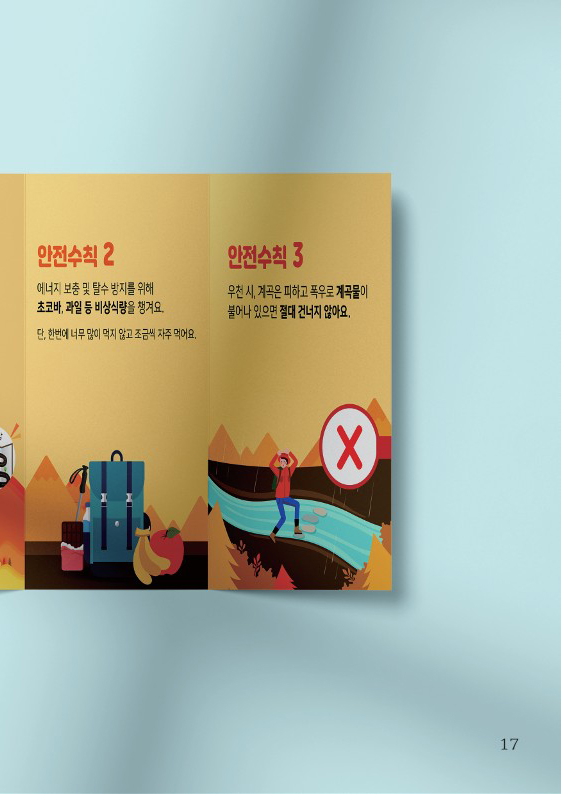 안전수칙 2
에너지 보충 및 탈수 방지를 위해
초코바, 과일 등 비상식량을 챙겨요.
단, 한번에 너무 많이 먹지 않고 조금씩 자주 먹어요.
안전수칙 3
우천 시, 계곡은 피하고 폭우로 계곡물이
불어나 있으면 절대 건너지 않아요.
17